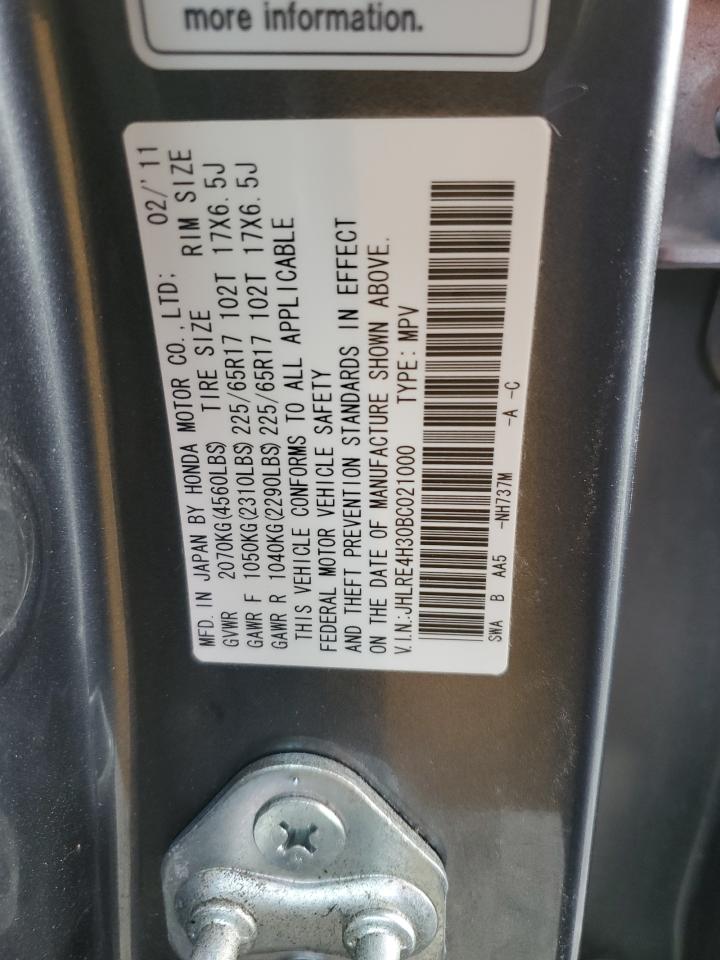 more information.
MFD. IN JAPAN BY HONDA MOTOR CO., LTD; 02/'11
GVWR 2070KG(4560LBS) TIRE SIZE RIM SIZE
GAWR F 1050KG(2310LBS) 225/65R17 102T 17X6.5J
GAWR R 1040KG(2290LBS) 225/65R17 102T 17X6.5J
THIS VEHICLE CONFORMS TO ALL APPLICABLE
FEDERAL MOTOR VEHICLE SAFETY
AND THEFT PREVENTION STANDARDS IN EFFECT
ON THE DATE OF MANUFACTURE SHOWN ABOVE.
V.I.N:JHLRE4H30BC021000 TYPE: MPV
SWA B AA5 -NH737M -A -C